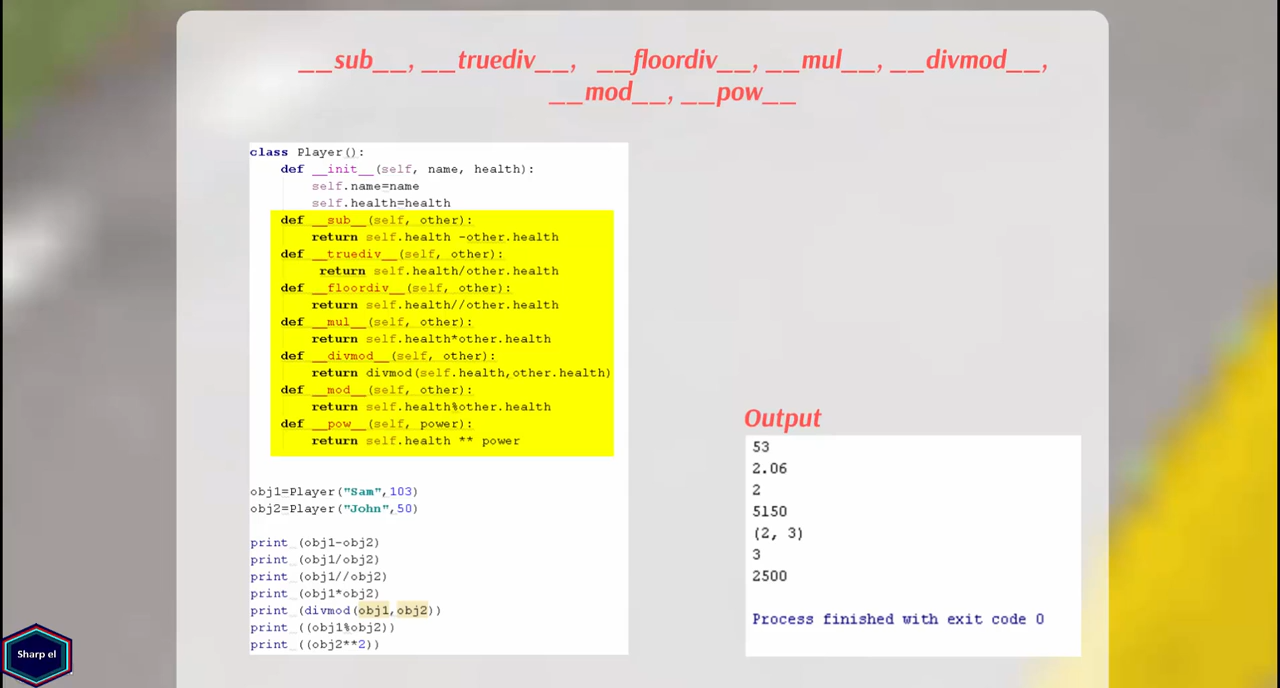 __sub__, __truediv__, __floordiv__, __mul__, __divmod__,
__mod__, __pow__
class Player():
    def __init__(self, name, health):
        self.name=name
        self.health=health
    def __sub__(self, other):
        return self.health -other.health
    def __truediv__(self, other):
         return self.health/other.health
    def __floordiv__(self, other):
        return self.health//other.health
    def __mul__(self, other):
        return self.health*other.health
    def __divmod__(self, other):
        return divmod(self.health,other.health)
    def __mod__(self, other):
        return self.health%other.health
    def __pow__(self, power):
        return self.health ** power
obj1=Player("Sam",103)
obj2=Player("John",50)
print (obj1-obj2)
print (obj1/obj2)
print (obj1//obj2)
print (obj1*obj2)
print (divmod(obj1,obj2))
print ((obj1%obj2))
print ((obj2**2))
Output
53
2.06
2
5150
(2, 3)
3
2500
Process finished with exit code 0
Sharp el